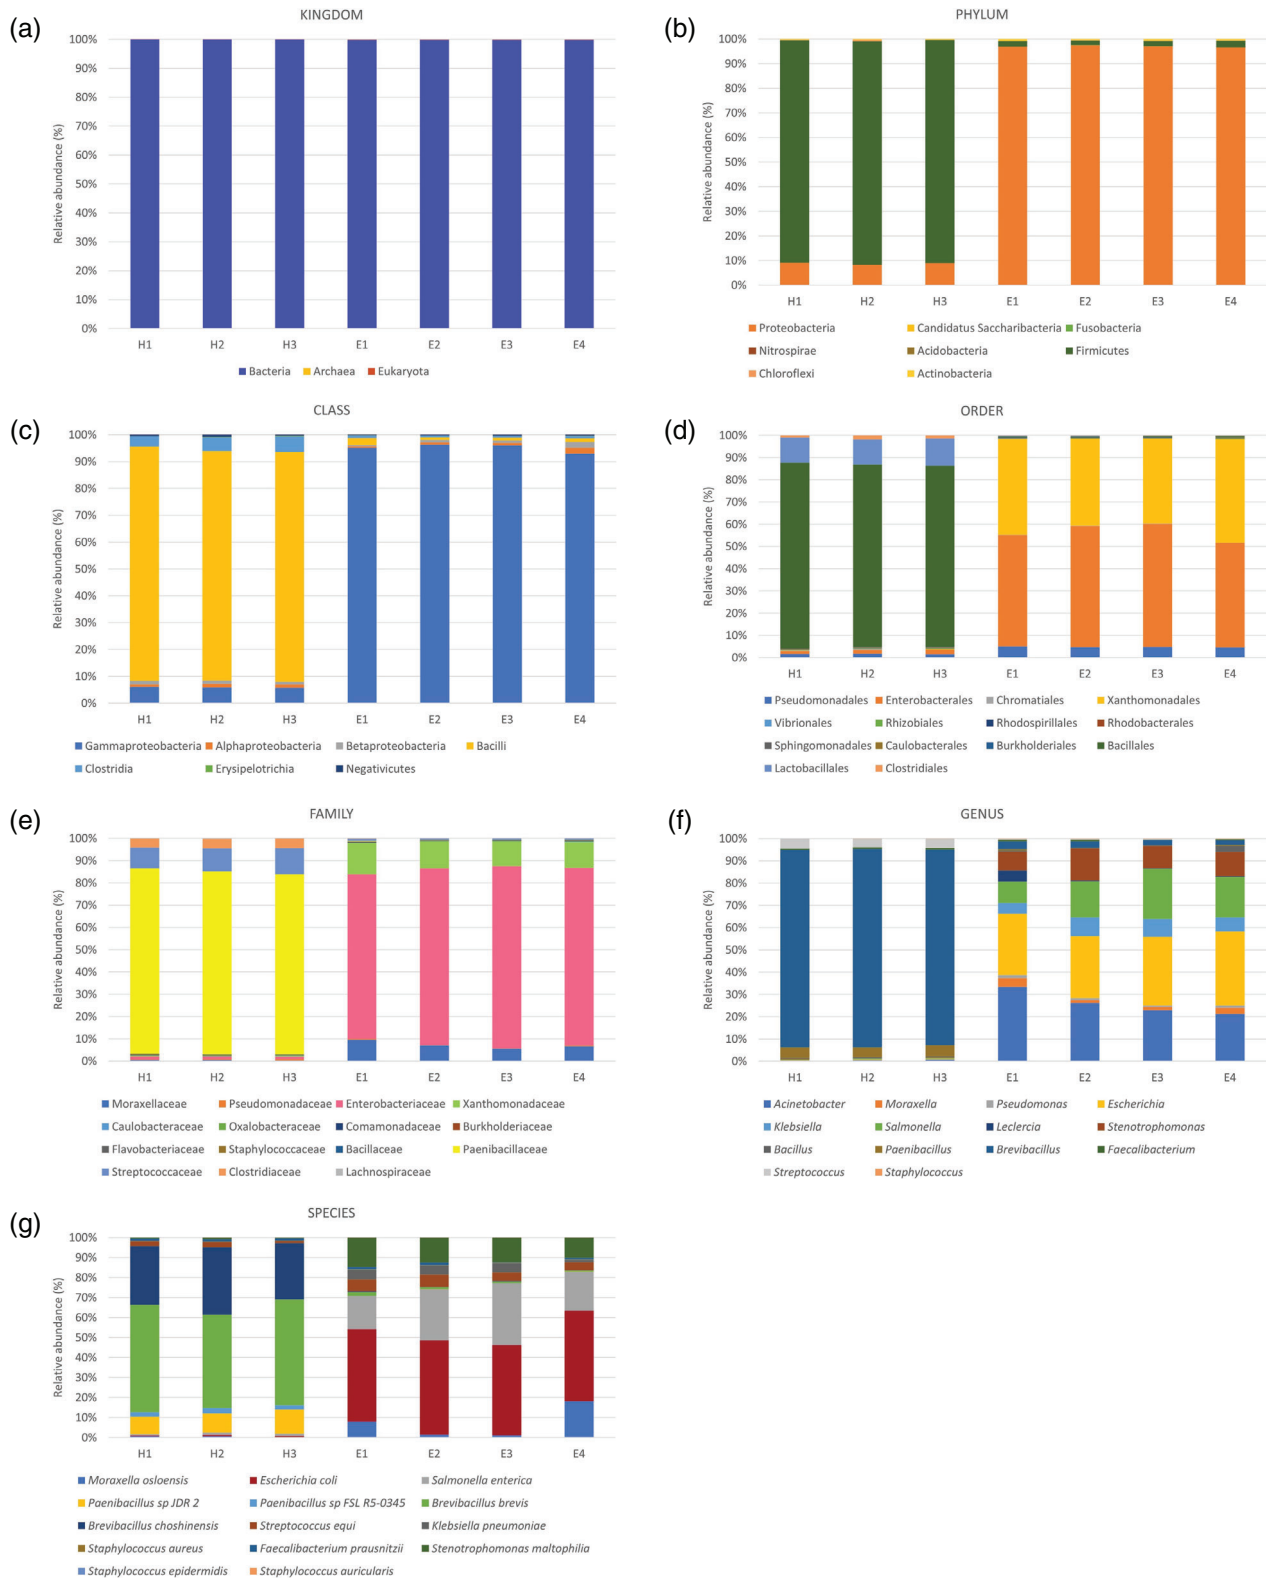 (a)
KINGDOM
Relative abundance (%)
100%
90%
80%
70%
60%
50%
40%
30%
20%
10%
0%
H1 H2 H3 E1 E2 E3 E4
Bacteria Archaea Eukaryota
(b)
PHYLUM
Relative abundance (%)
100%
90%
80%
70%
60%
50%
40%
30%
20%
10%
0%
H1 H2 H3 E1 E2 E3 E4
Proteobacteria Candidatus Saccharibacteria Fusobacteria
Nitrospirae Acidobacteria Firmicutes
Chloroflexi Actinobacteria
(c)
CLASS
Relative abundance (%)
100%
90%
80%
70%
60%
50%
40%
30%
20%
10%
0%
H1 H2 H3 E1 E2 E3 E4
Gammaproteobacteria Alphaproteobacteria Betaproteobacteria Bacilli
Clostridia Erysipelotrichia Negativicutes
(d)
ORDER
Relative abundance (%)
100%
90%
80%
70%
60%
50%
40%
30%
20%
10%
0%
H1 H2 H3 E1 E2 E3 E4
Pseudomonadales Enterobacterales Chromatiales Xanthomonadales
Vibrionales Rhizobiales Rhodospirillales Rhodobacterales
Sphingomonadales Caulobacterales Burkholderiales Bacillales
Lactobacillales Clostridiales
(e)
FAMILY
Relative abundance (%)
100%
90%
80%
70%
60%
50%
40%
30%
20%
10%
0%
H1 H2 H3 E1 E2 E3 E4
Moraxellaceae Pseudomonadaceae Enterobacteriaceae Xanthomonadaceae
Caulobacteraceae Oxalobacteraceae Comamonadaceae Burkholderiaceae
Flavobacteriaceae Staphylococcaceae Bacillaceae Paenibacillaceae
Streptococcaceae Clostridiaceae Lachnospiraceae
(f)
GENUS
Relative abundance (%)
100%
90%
80%
70%
60%
50%
40%
30%
20%
10%
0%
H1 H2 H3 E1 E2 E3 E4
Acinetobacter Moraxella Pseudomonas Escherichia
Klebsiella Salmonella Leclercia Stenotrophomonas
Bacillus Paenibacillus Brevibacillus Faecalibacterium
Streptococcus Staphylococcus
(g)
SPECIES
Relative abundance (%)
100%
90%
80%
70%
60%
50%
40%
30%
20%
10%
0%
H1 H2 H3 E1 E2 E3 E4
Moraxella osloensis Escherichia coli Salmonella enterica
Paenibacillus sp JDR 2 Paenibacillus sp FSL R5-0345 Brevibacillus brevis
Brevibacillus choshinensis Streptococcus equi Klebsiella pneumoniae
Staphylococcus aureus Faecalibacterium prausnitzii Stenotrophomonas maltophilia
Staphylococcus epidermidis Staphylococcus auricularis